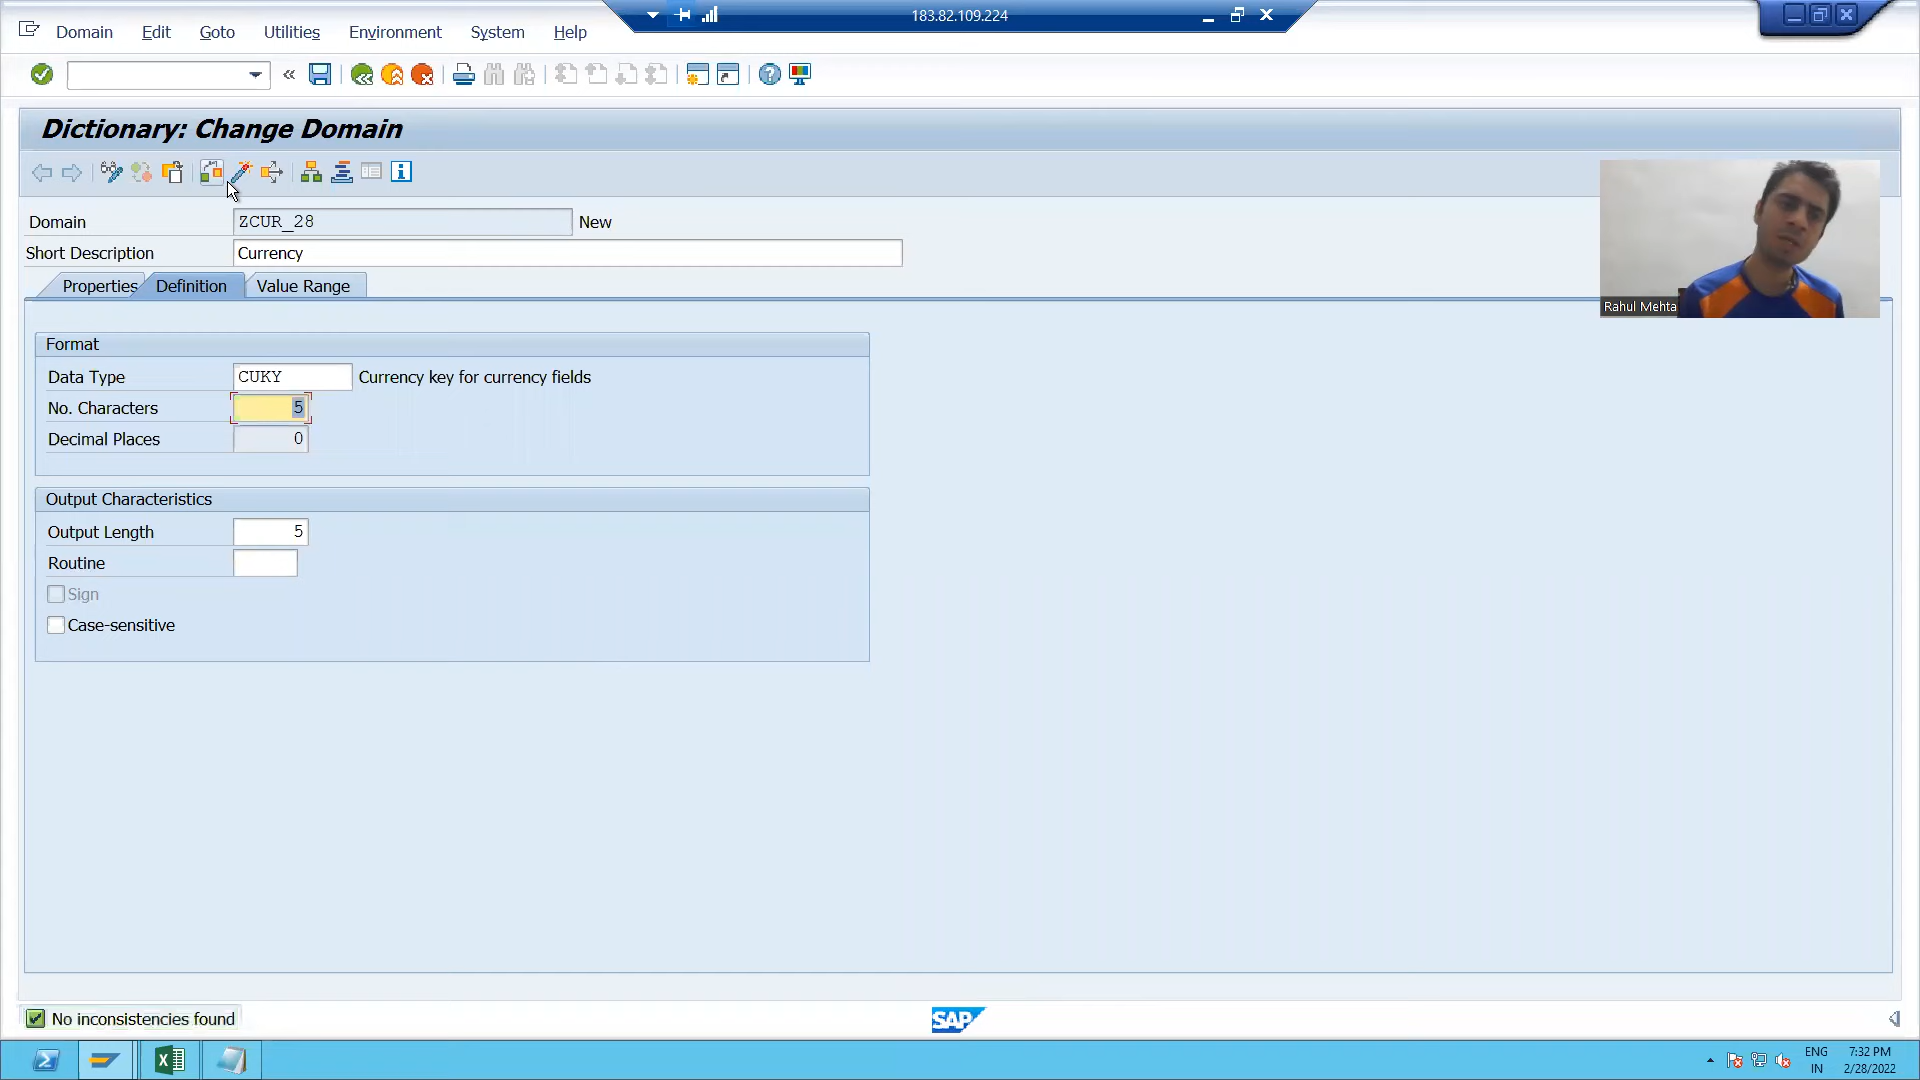 183.82.109.224
Domain Edit Goto Utilities Environment System Help
Dictionary: Change Domain
Domain ZCUR_28 New
Short Description Currency
Properties Definition Value Range
Rahul Mehta
Format
Data Type CUKY Currency key for currency fields
No. Characters 5
Decimal Places 0
Output Characteristics
Output Length 5
Routine
Sign
Case-sensitive
No inconsistencies found
SAP
ENG 7:32 PM
IN 2/28/2022